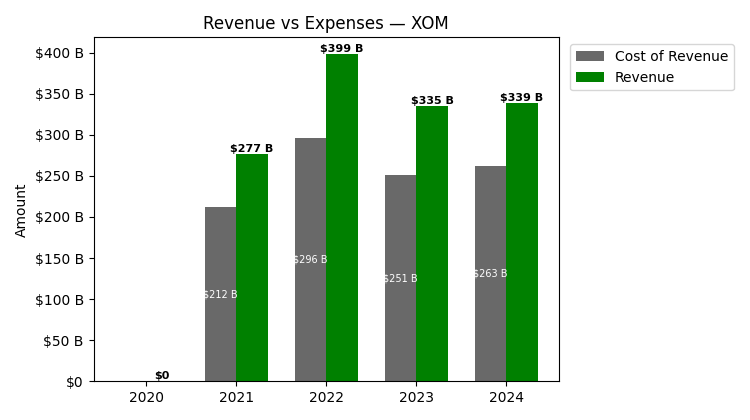 Revenue vs Expenses — XOM
Cost of Revenue
Revenue
Amount
$400 B
$350 B
$300 B
$250 B
$200 B
$150 B
$100 B
$50 B
$0
$0
$277 B
$399 B
$335 B
$339 B
$212 B
$296 B
$251 B
$263 B
2020
2021
2022
2023
2024